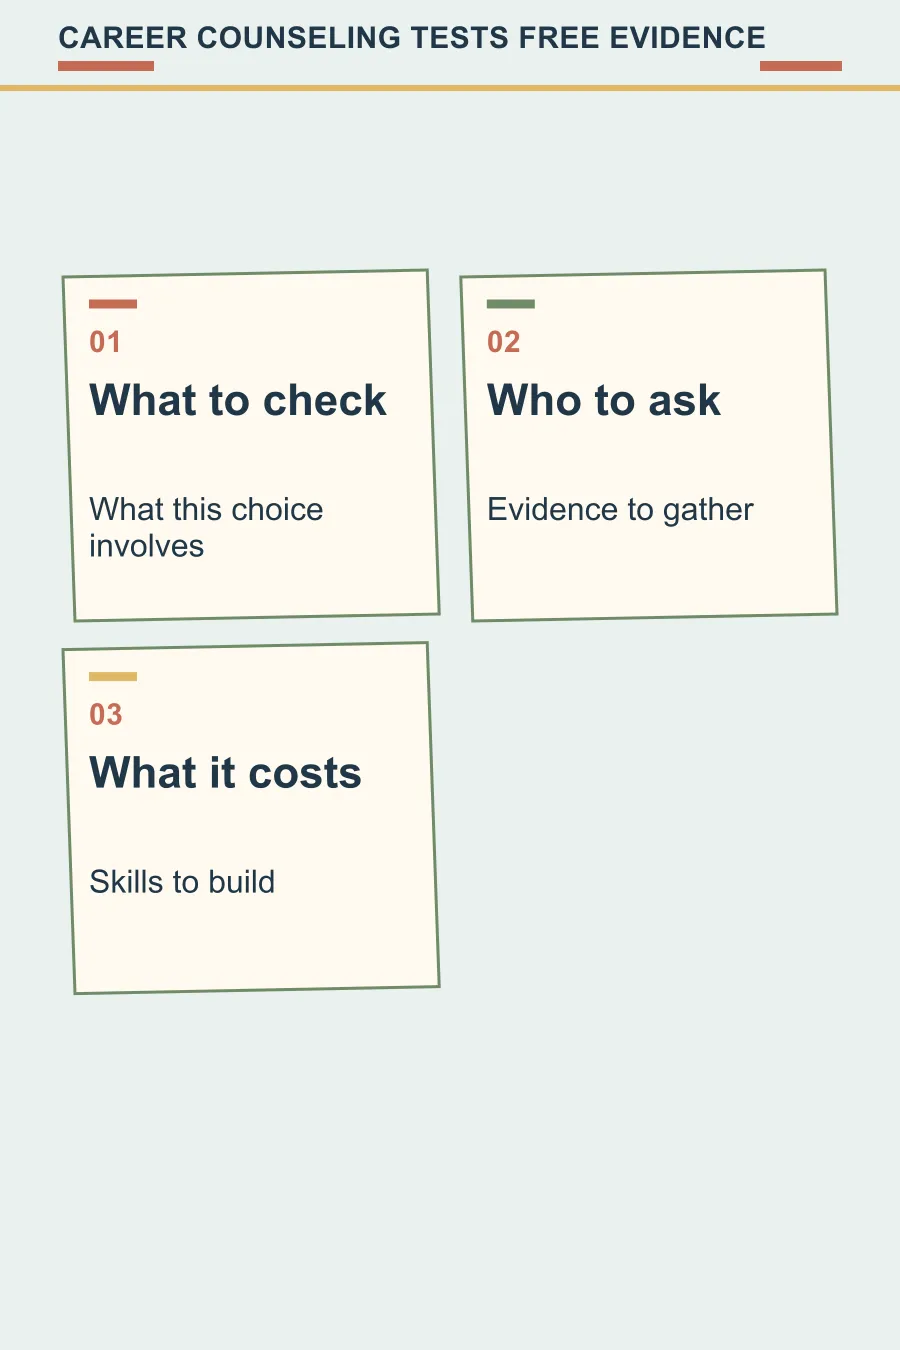 CAREER COUNSELING TESTS FREE EVIDENCE
01
What to check
What this choice
involves
02
Who to ask
Evidence to gather
03
What it costs
Skills to build